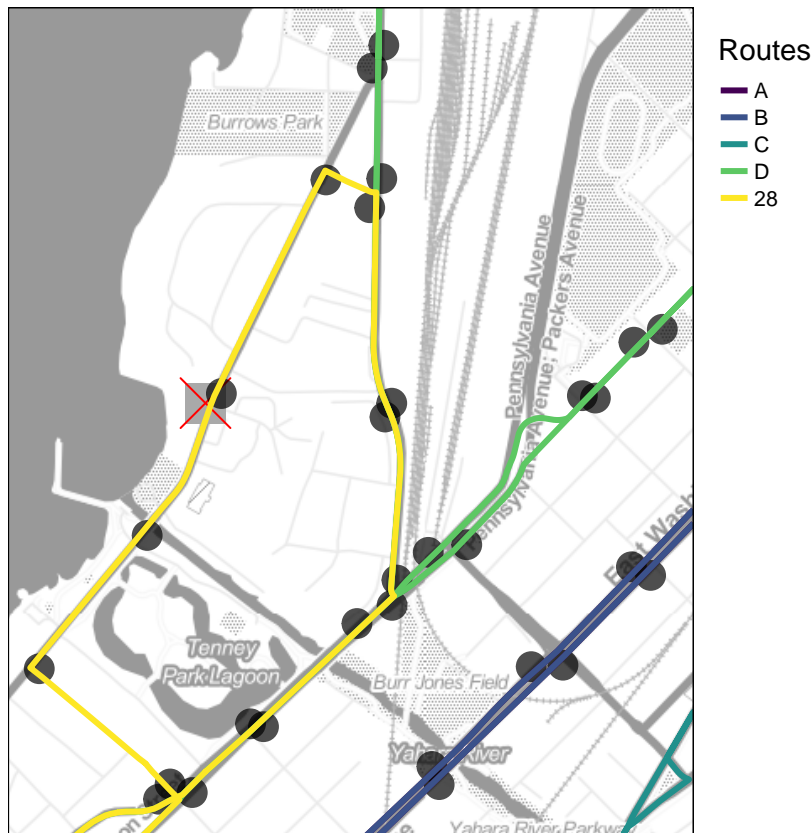 Routes
A
B
C
D
28
Burrows Park
Pennsylvania Avenue
Pennsylvania Avenue; Packers Avenue
East Wash
Tenney
Park Lagoon
Burr Jones Field
Yahara River
Yahara River Parkway